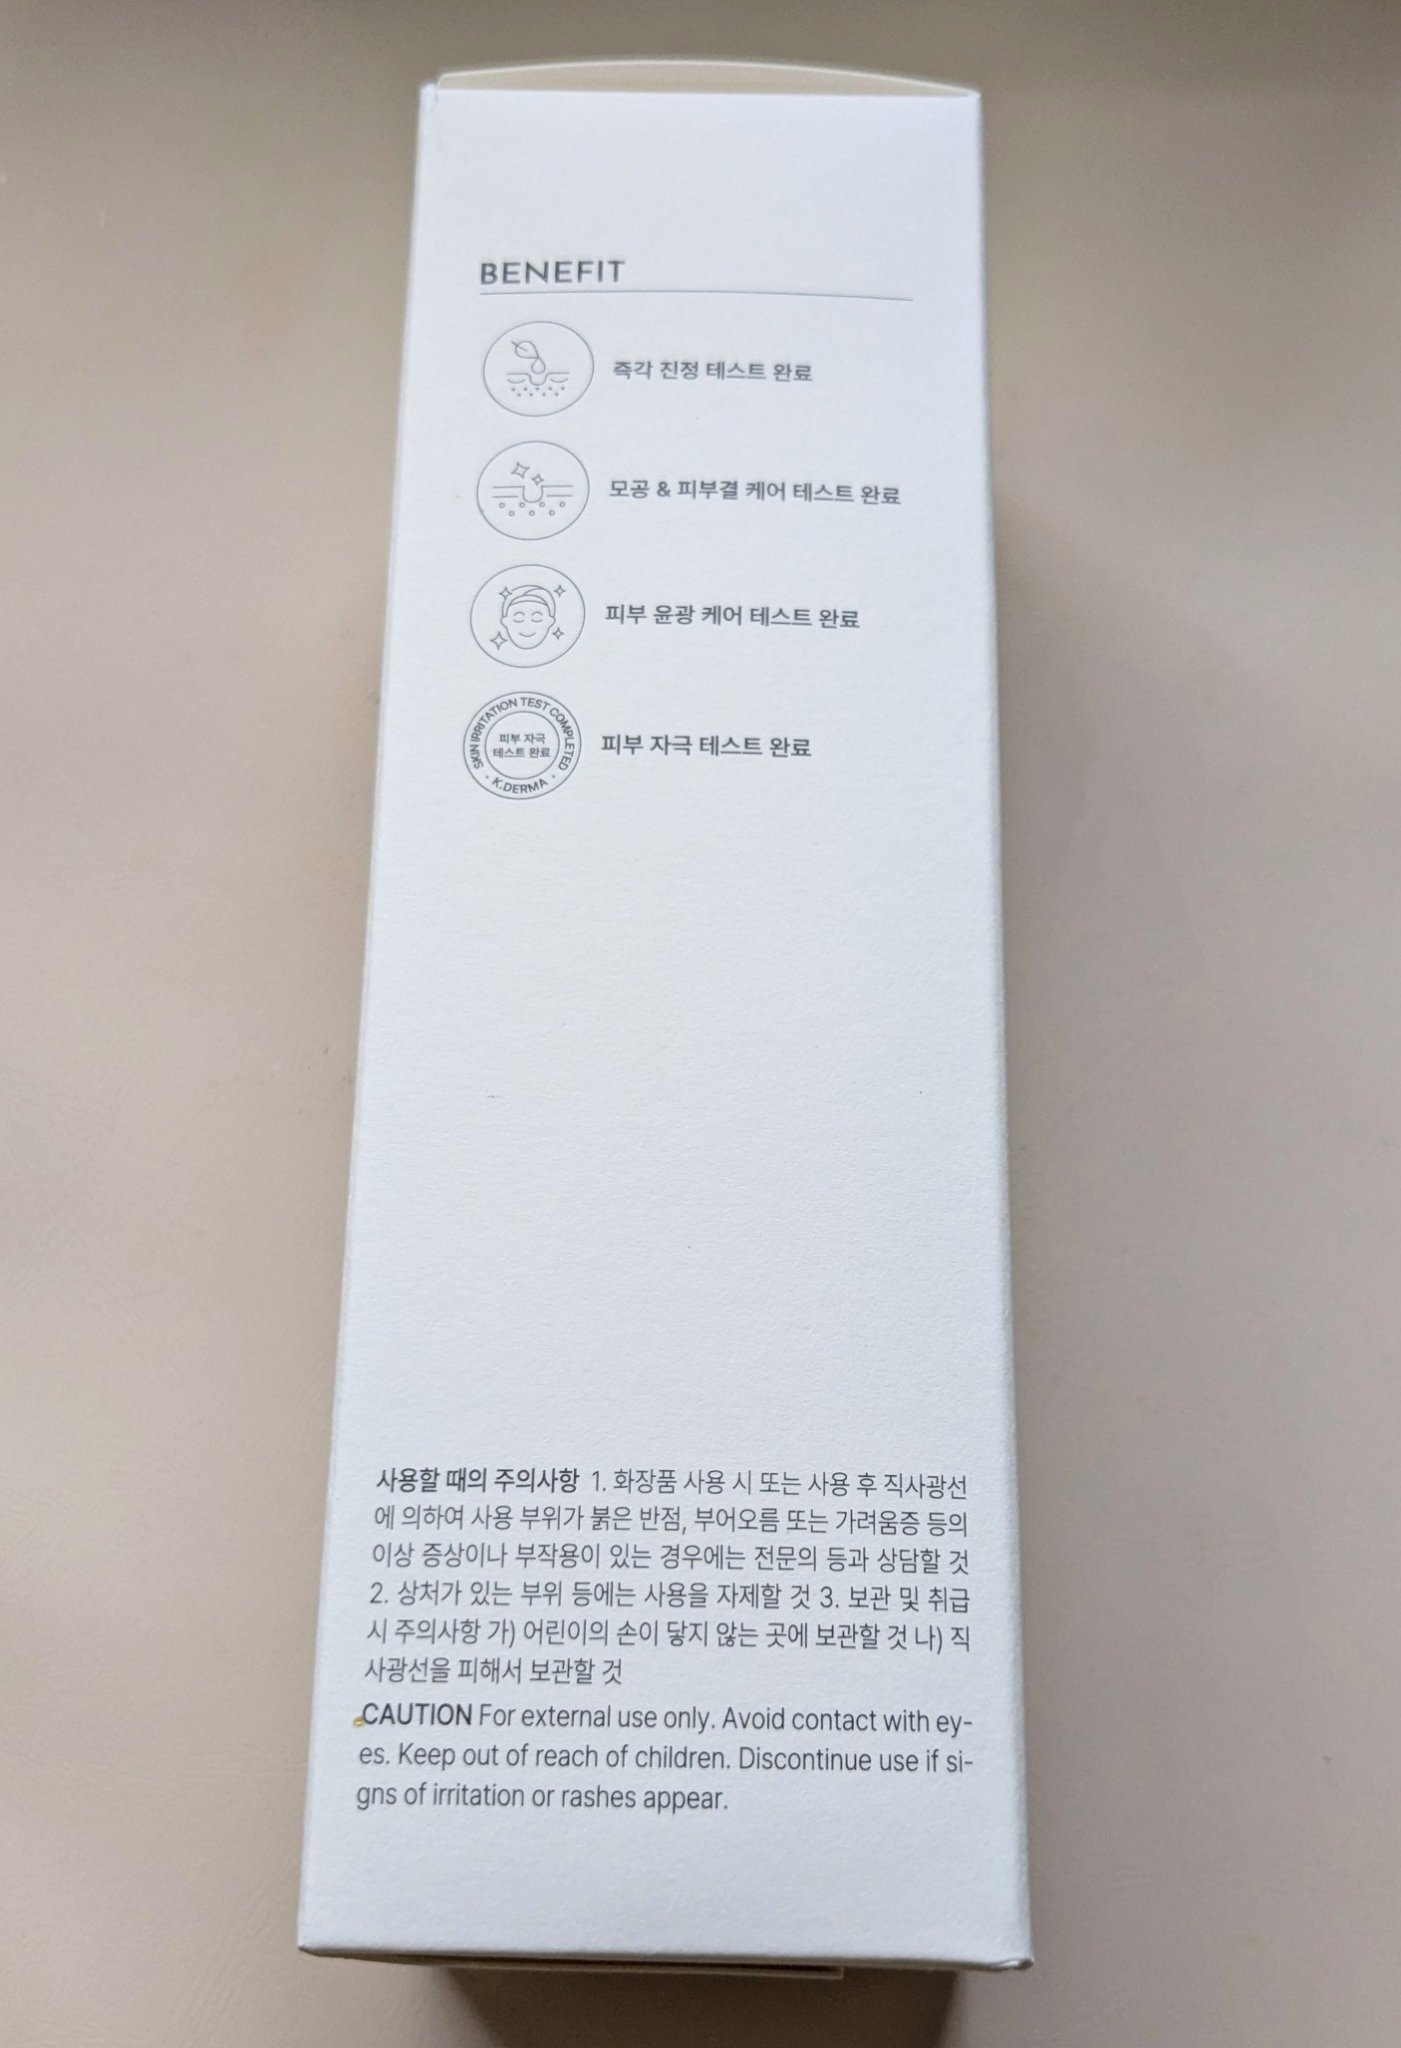 BENEFIT
즉각 진정 테스트 완료
모공 & 피부결 케어 테스트 완료
피부 윤광 케어 테스트 완료
SKIN IRRITATION TEST COMPLETED
피부 자극
테스트 완료
· K.DERMA ·
피부 자극 테스트 완료
사용할 때의 주의사항 1. 화장품 사용 시 또는 사용 후 직사광선
에 의하여 사용 부위가 붉은 반점, 부어오름 또는 가려움증 등의
이상 증상이나 부작용이 있는 경우에는 전문의 등과 상담할 것
2. 상처가 있는 부위 등에는 사용을 자제할 것 3. 보관 및 취급
시 주의사항 가) 어린이의 손이 닿지 않는 곳에 보관할 것 나) 직
사광선을 피해서 보관할 것
CAUTION For external use only. Avoid contact with ey-
es. Keep out of reach of children. Discontinue use if si-
gns of irritation or rashes appear.